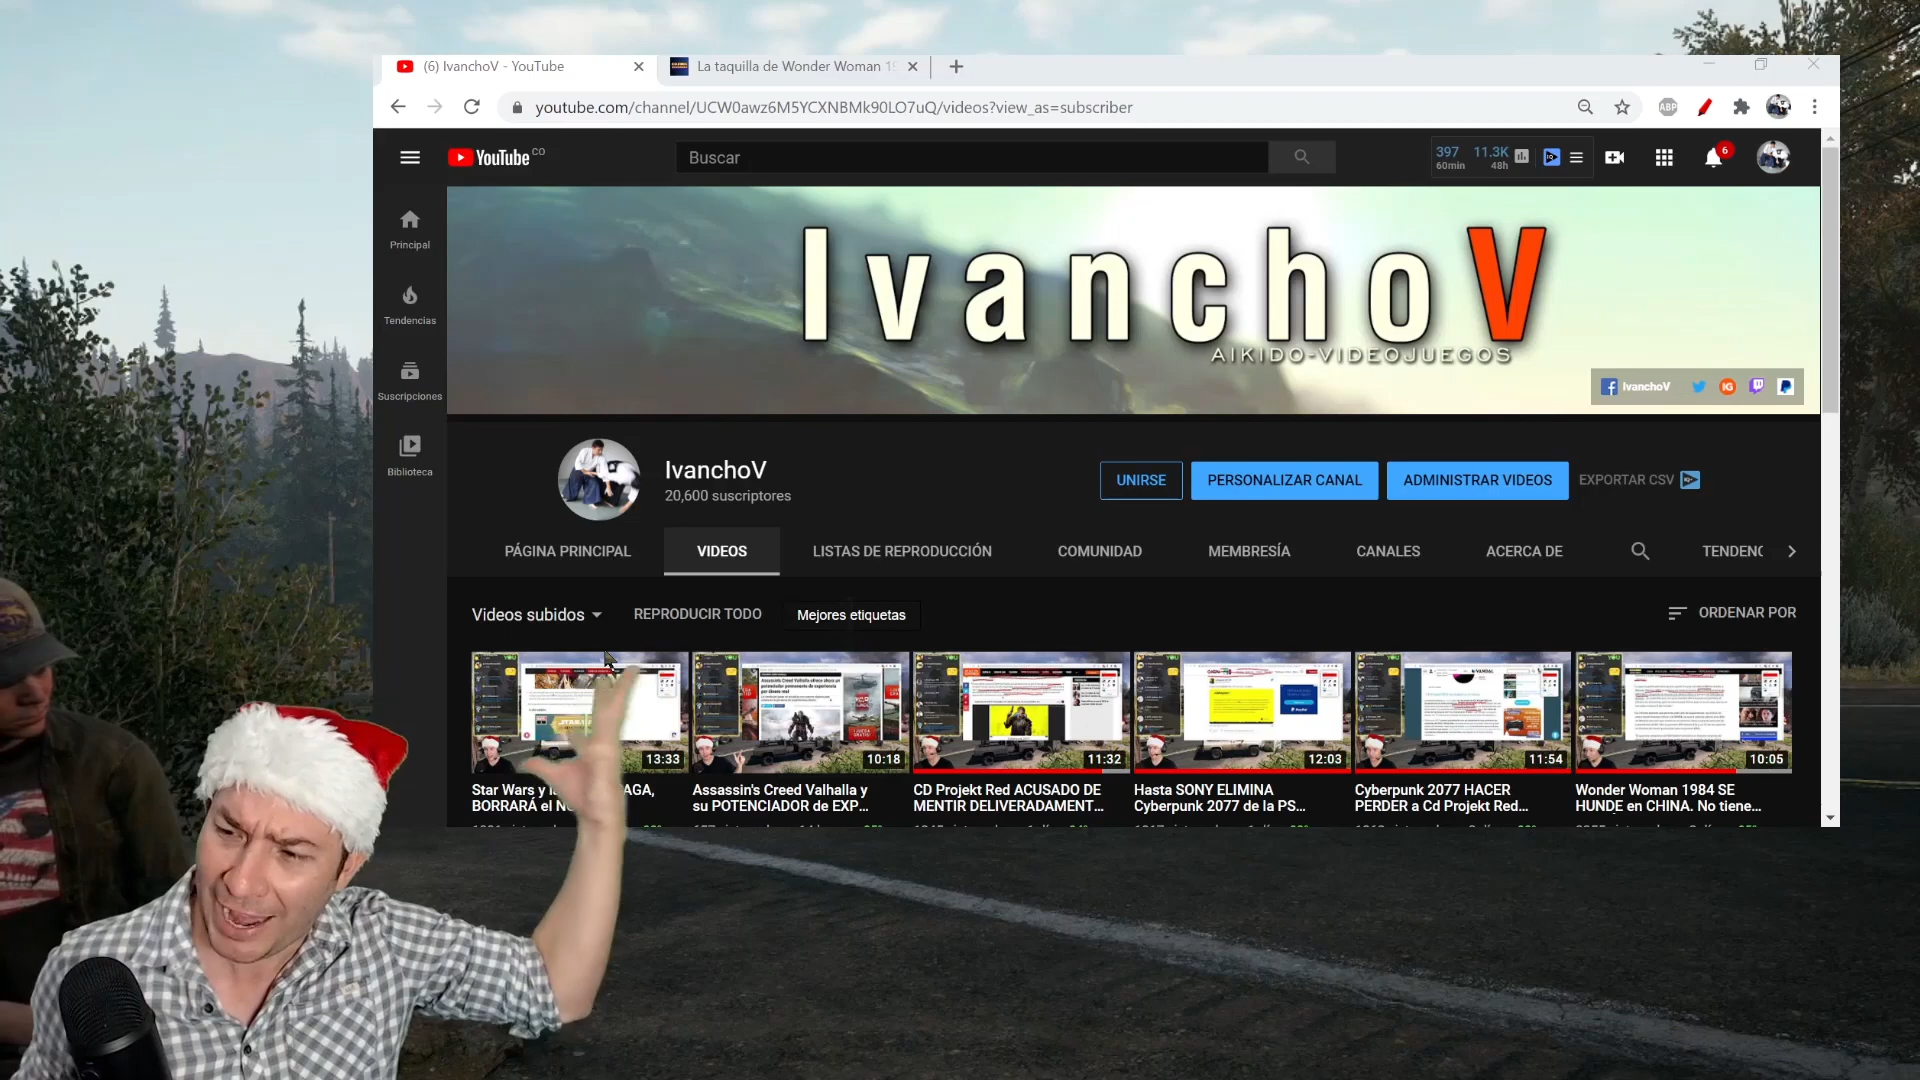 (6) IvanchoV - YouTube
La taquilla de Wonder Woman 19
youtube.com/channel/UCW0awz6M5YCXNBMk90LO7uQ/videos?view_as=subscriber
ABP
YouTube CO
Buscar
397 60min
11.3K 48h
6
Principal
Tendencias
Suscripciones
Biblioteca
IvanchoV
AIKIDO-VIDEOJUEGOS
IvanchoV
IG
IvanchoV
20,600 suscriptores
UNIRSE
PERSONALIZAR CANAL
ADMINISTRAR VIDEOS
EXPORTAR CSV
PÁGINA PRINCIPAL
VIDEOS
LISTAS DE REPRODUCCIÓN
COMUNIDAD
MEMBRESÍA
CANALES
ACERCA DE
TENDENC
Videos subidos
REPRODUCIR TODO
Mejores etiquetas
ORDENAR POR
13:33
10:18
11:32
12:03
11:54
10:05
Star Wars y
BORRARÁ el
Assassin's Creed Valhalla y
su POTENCIADOR de EXP...
CD Projekt Red ACUSADO DE
MENTIR DELIVERADAMENT...
Hasta SONY ELIMINA
Cyberpunk 2077 de la PS...
Cyberpunk 2077 HACER
PERDER a Cd Projekt Red...
Wonder Woman 1984 SE
HUNDE en CHINA. No tiene...